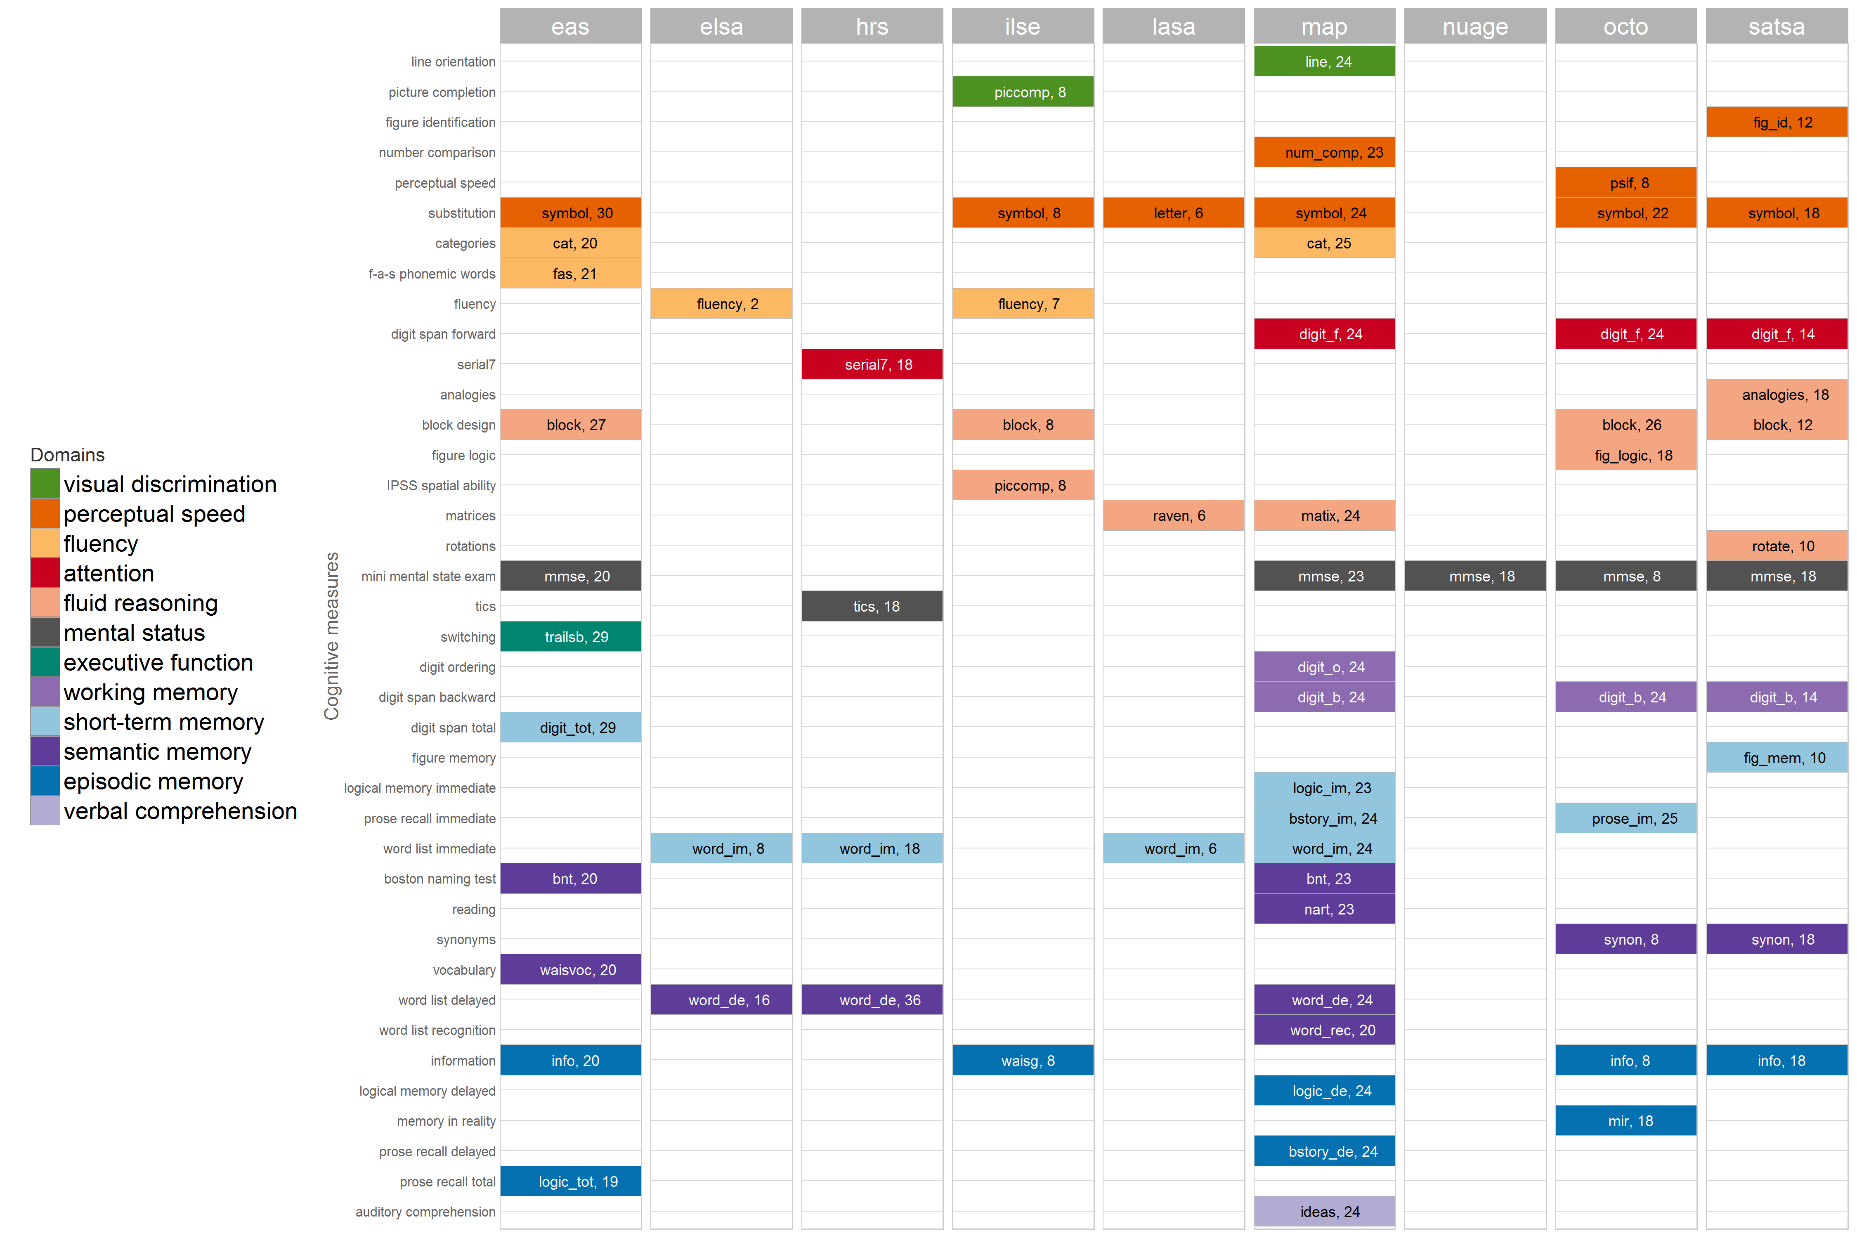 eas elsa hrs ilse lasa map nuage octo satsa
line orientation line, 24
picture completion piccomp, 8
figure identification fig_id, 12
number comparison num_comp, 23
perceptual speed psif, 8
substitution symbol, 30 symbol, 8 letter, 6 symbol, 24 symbol, 22 symbol, 18
categories cat, 20 cat, 25
f-a-s phonemic words fas, 21
fluency fluency, 2 fluency, 7
digit span forward digit_f, 24 digit_f, 24 digit_f, 14
serial7 serial7, 18
analogies analogies, 18
block design block, 27 block, 8 block, 26 block, 12
figure logic fig_logic, 18
IPSS spatial ability piccomp, 8
matrices raven, 6 matix, 24
rotations rotate, 10
mini mental state exam mmse, 20 mmse, 23 mmse, 18 mmse, 8 mmse, 18
tics tics, 18
switching trailsb, 29
digit ordering digit_o, 24
digit span backward digit_b, 24 digit_b, 24 digit_b, 14
digit span total digit_tot, 29
figure memory fig_mem, 10
logical memory immediate logic_im, 23
prose recall immediate bstory_im, 24 prose_im, 25
word list immediate word_im, 8 word_im, 18 word_im, 6 word_im, 24
boston naming test bnt, 20 bnt, 23
reading nart, 23
synonyms synon, 8 synon, 18
vocabulary waisvoc, 20
word list delayed word_de, 16 word_de, 36 word_de, 24
word list recognition word_rec, 20
information info, 20 waisg, 8 info, 8 info, 18
logical memory delayed logic_de, 24
memory in reality mir, 18
prose recall delayed bstory_de, 24
prose recall total logic_tot, 19
auditory comprehension ideas, 24
Cognitive measures
Domains
visual discrimination
perceptual speed
fluency
attention
fluid reasoning
mental status
executive function
working memory
short-term memory
semantic memory
episodic memory
verbal comprehension